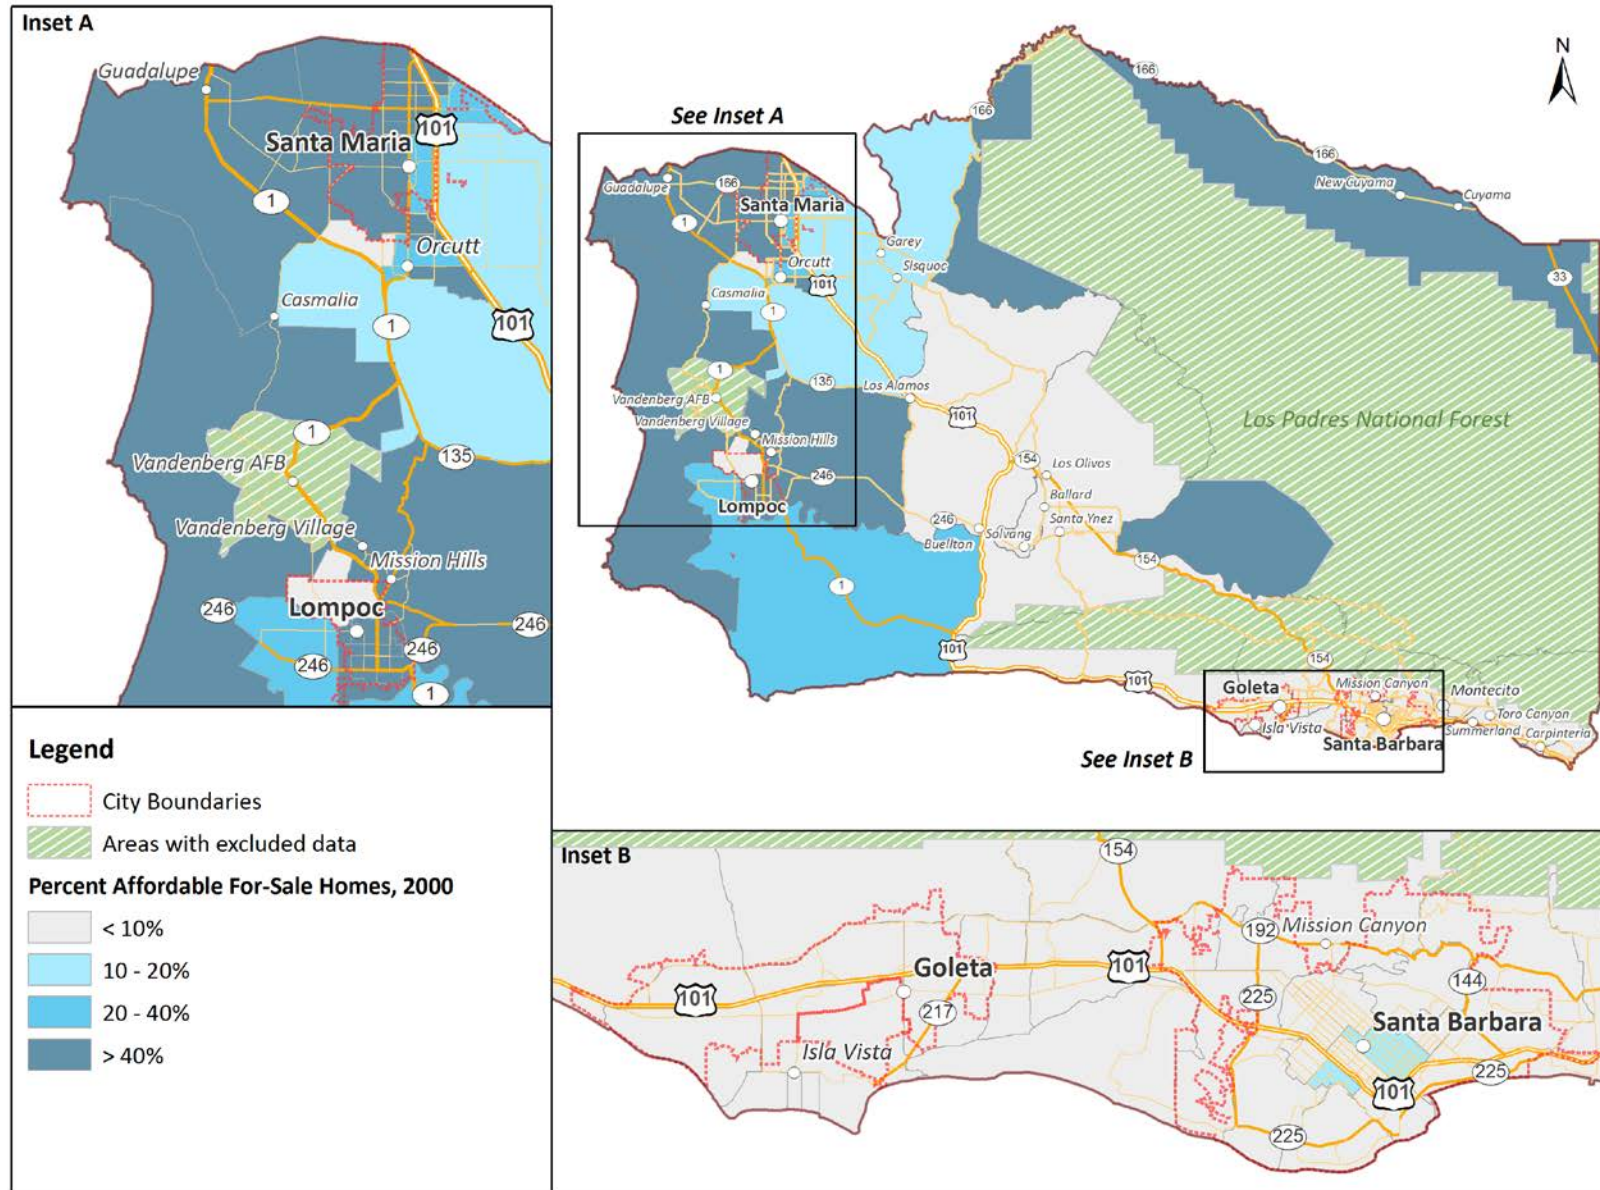 Inset A
Guadalupe
Santa Maria
101
1
Orcutt
Casmalia
1
101
1
Vandenberg AFB
135
Vandenberg Village
Mission Hills
246
Lompoc
246
246
246
1
Legend
City Boundaries
Areas with excluded data
Percent Affordable For-Sale Homes, 2000
< 10%
10 - 20%
20 - 40%
> 40%
N
See Inset A
166
166
166
Guadalupe
166
New Cuyama
Cuyama
Santa Maria
1
Garey
Orcutt
Sisquoc
33
101
Casmalia
1
1
135
Los Alamos
Vandenberg AFB
101
Los Padres National Forest
Vandenberg Village
Mission Hills
154
Los Olivos
246
Ballard
Lompoc
246
Santa Ynez
Solvang
Buellton
154
1
101
154
101
Goleta
Mission Canyon
Montecito
Toro Canyon
Isla Vista
Summerland
Carpinteria
Santa Barbara
See Inset B
Inset B
154
192
Mission Canyon
Goleta
101
101
144
225
217
Santa Barbara
Isla Vista
225
101
225